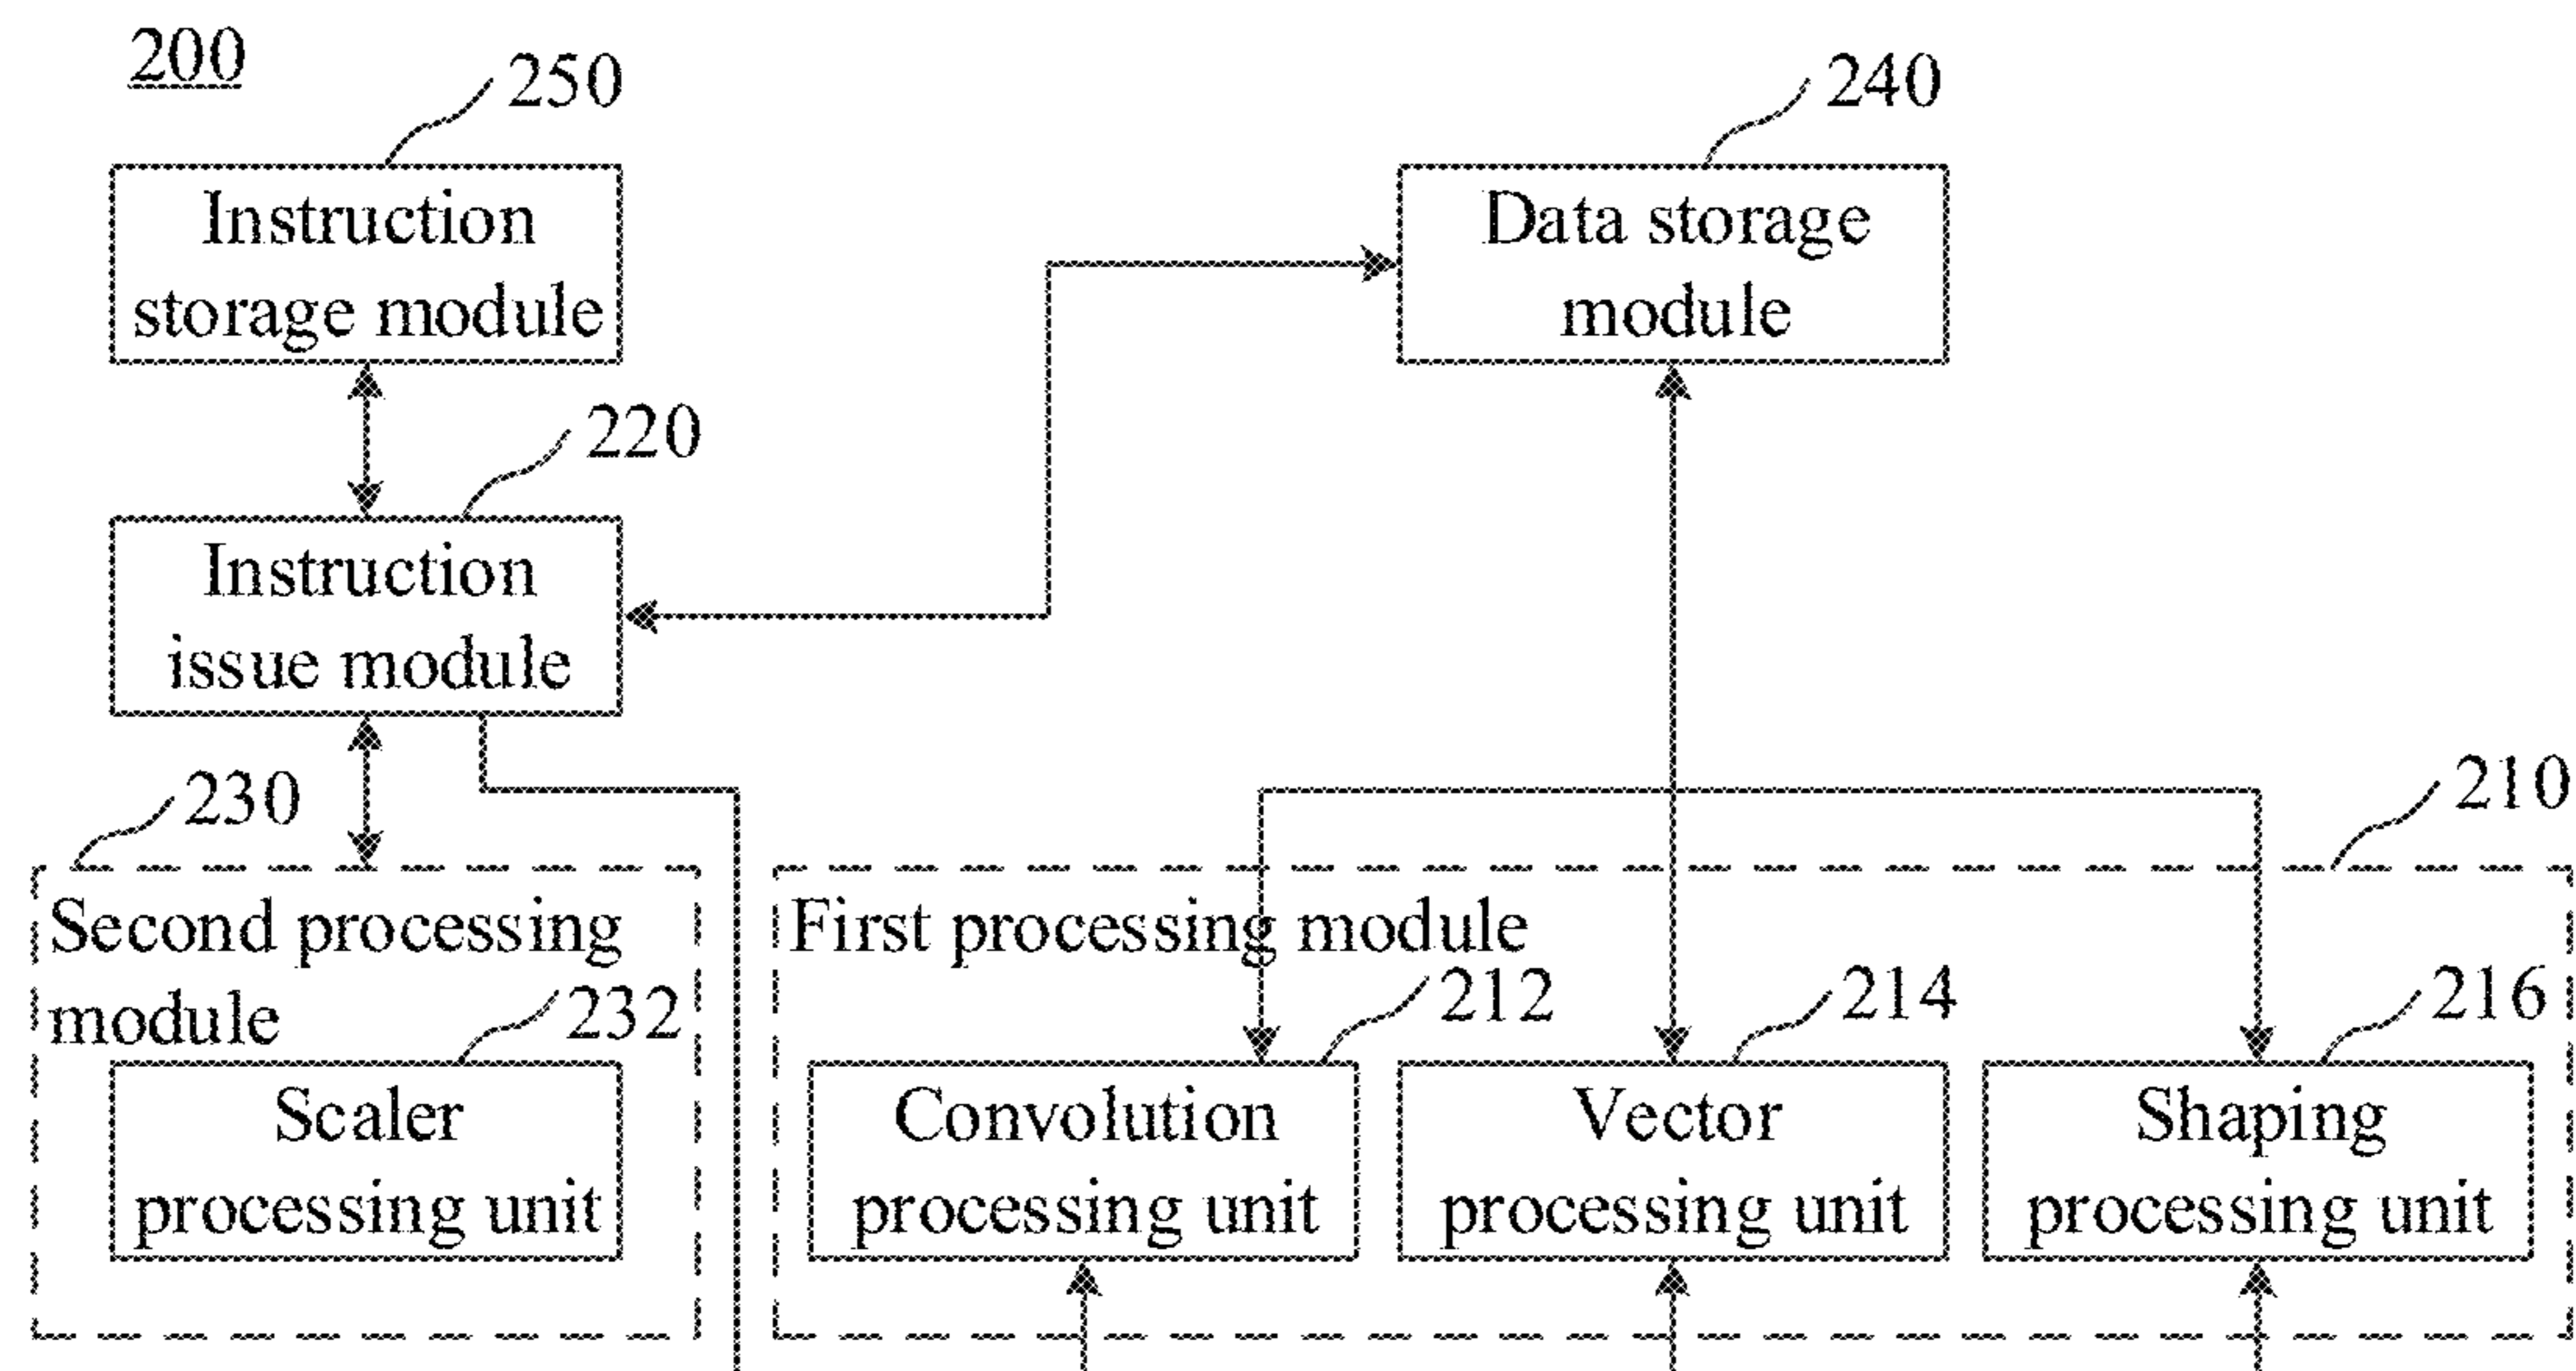 200
250
240
Instruction
storage module
Data storage
module
220
Instruction
issue module
230
210
Second processing
module
First processing module
232
212
214
216
Scaler
processing unit
Convolution
processing unit
Vector
processing unit
Shaping
processing unit